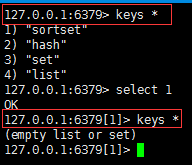 127.0.0.1:6379> keys *
1) "sortset"
2) "hash"
3) "set"
4) "list"
127.0.0.1:6379> select 1
OK
127.0.0.1:6379[1]> keys *
(empty list or set)
127.0.0.1:6379[1]>